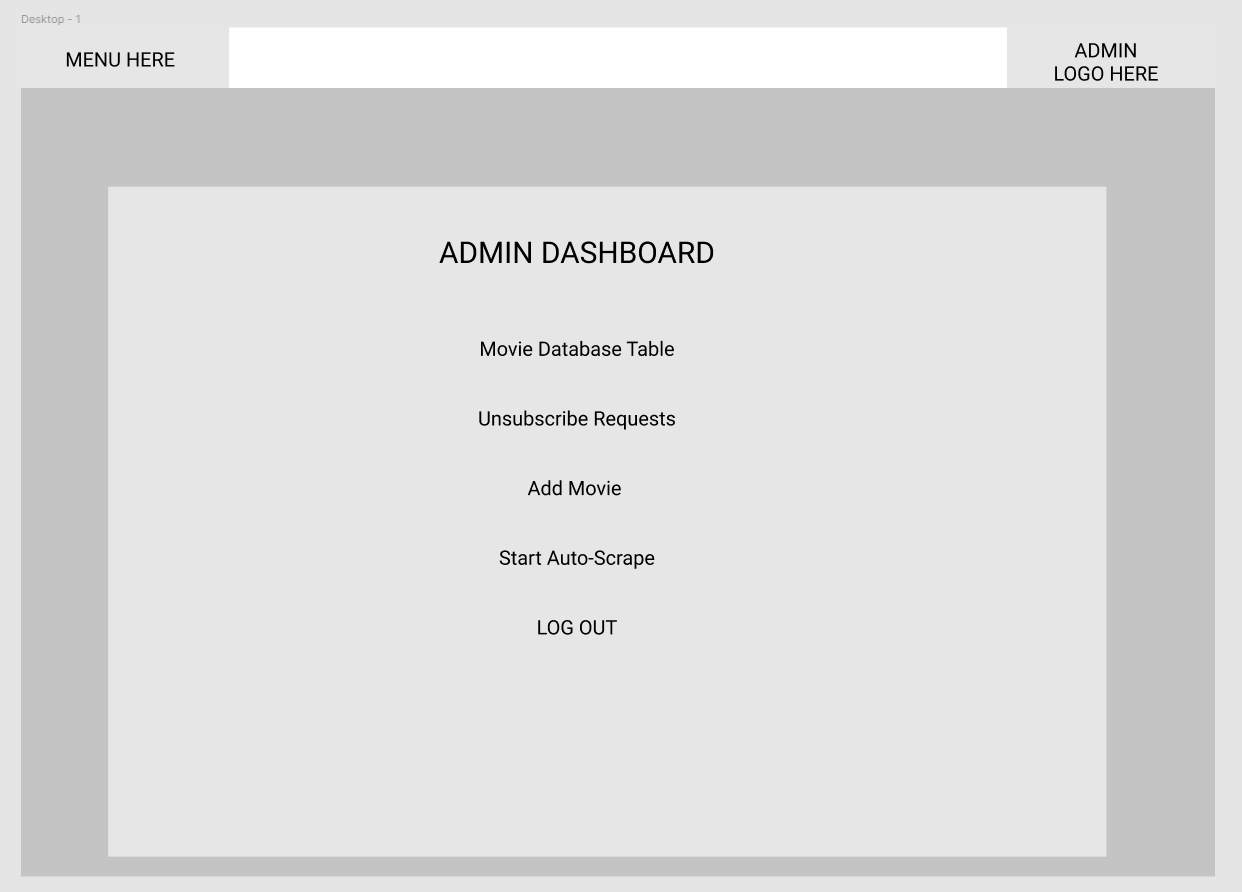 Desktop - 1
MENU HERE
ADMIN
LOGO HERE
ADMIN DASHBOARD
Movie Database Table
Unsubscribe Requests
Add Movie
Start Auto-Scrape
LOG OUT